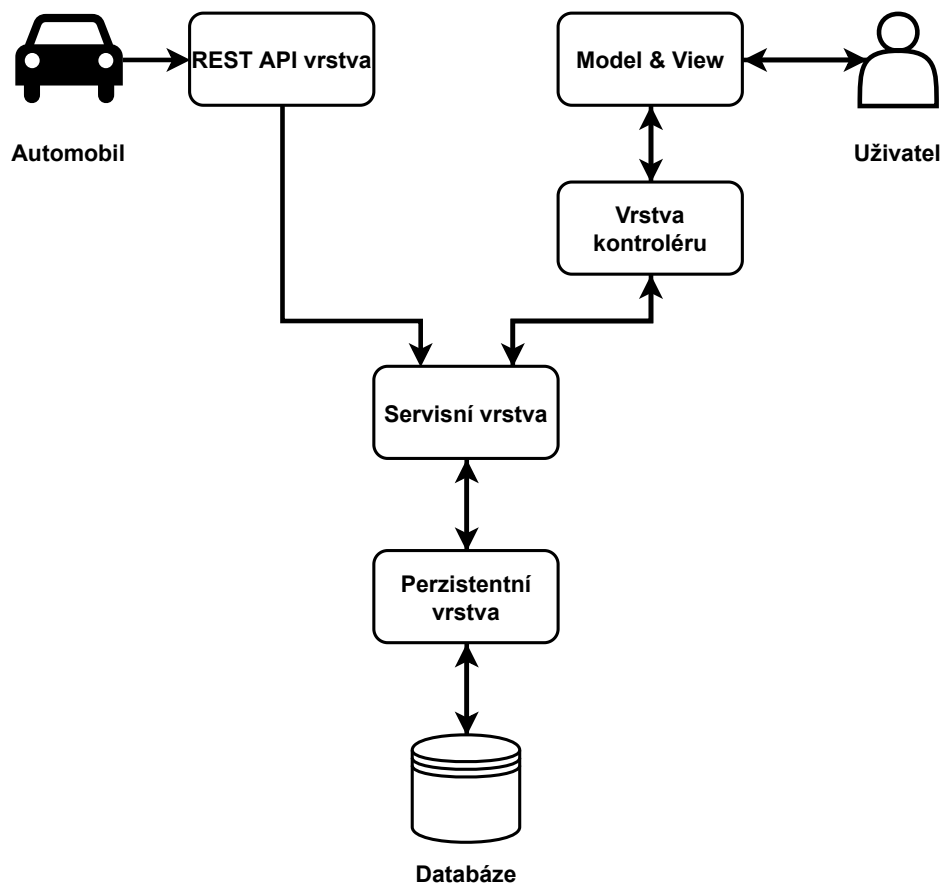 REST API vrstva
Model & View
Automobil
Uživatel
Vrstva
kontroléru
Servisní vrstva
Perzistentní
vrstva
Databáze